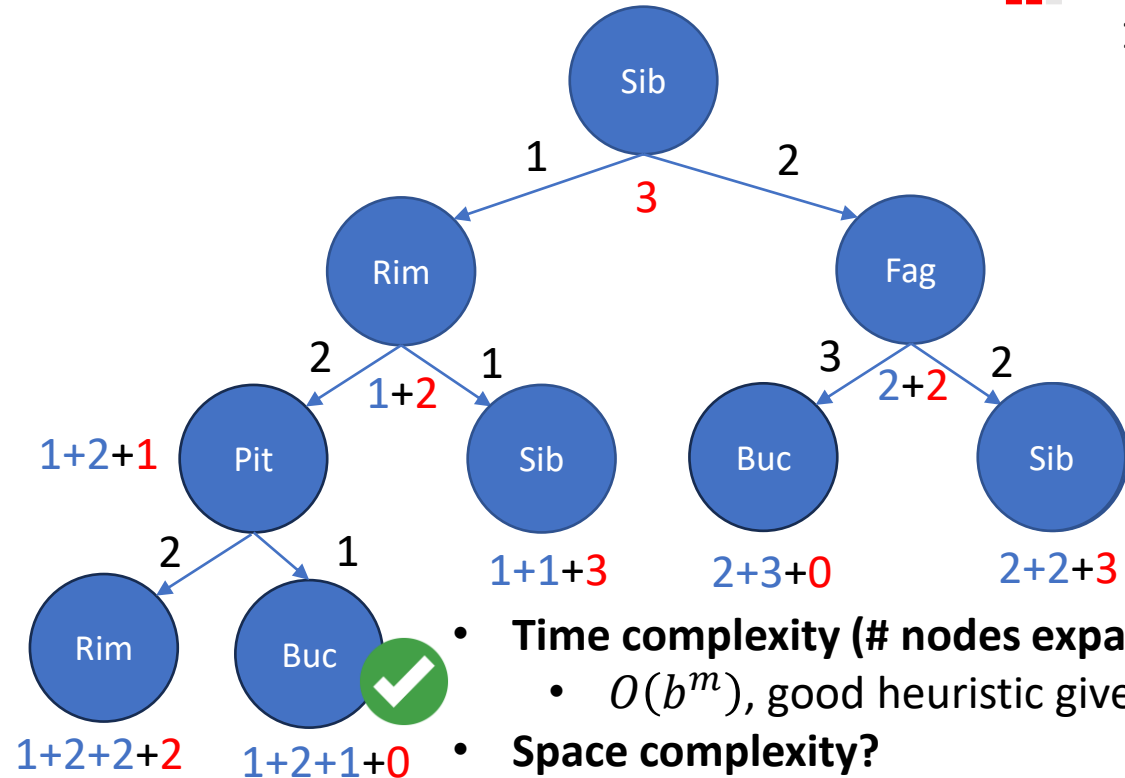 Sib
1
2
3
Rim
Fag
2
1
3
2
1+2
2+2
1+2+1
Pit
Sib
Buc
Sib
2
1
1+1+3
2+3+0
2+2+3
Rim
Buc
• Time complexity (# nodes expa
• O(b^m), good heuristic give
1+2+2+2
1+2+1+0
• Space complexity?